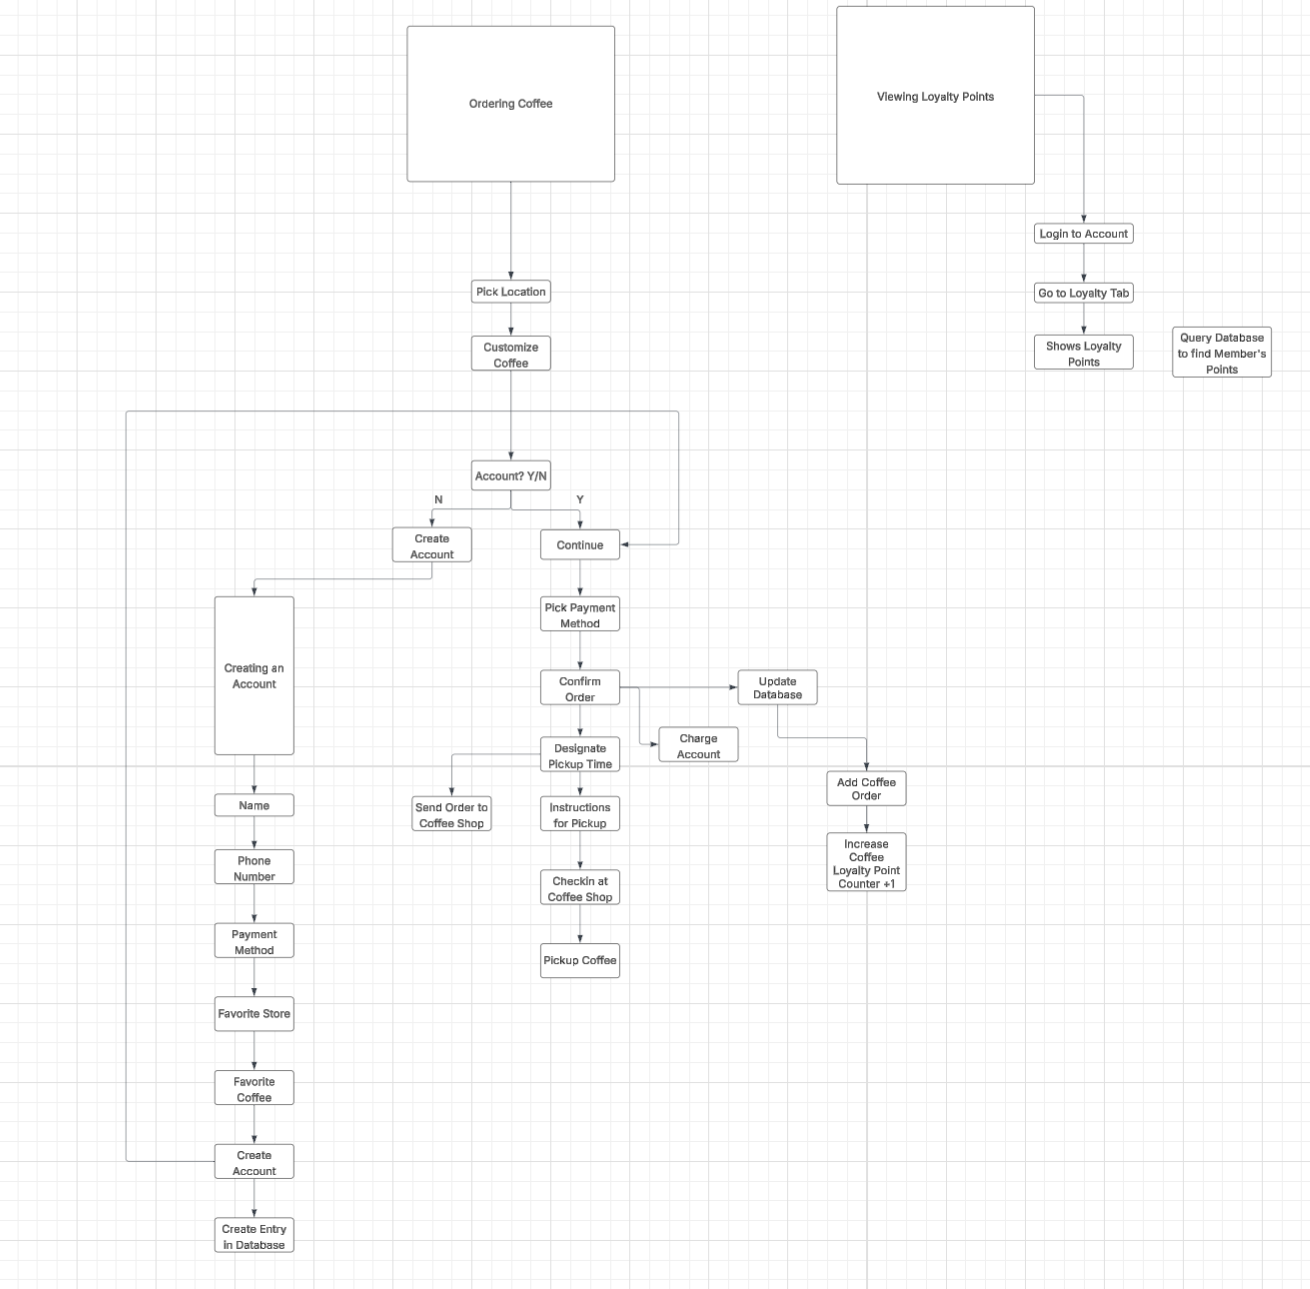 Ordering Coffee
Viewing Loyalty Points
Login to Account
Go to Loyalty Tab
Shows Loyalty
Points
Query Database
to find Member's
Points
Pick Location
Customize
Coffee
Account? Y/N
N
Y
Create
Account
Continue
Creating an
Account
Pick Payment
Method
Confirm
Order
Update
Database
Charge
Account
Designate
Pickup Time
Add Coffee
Order
Send Order to
Coffee Shop
Instructions
for Pickup
Increase
Coffee
Loyalty Point
Counter +1
CheckIn at
Coffee Shop
Pickup Coffee
Name
Phone
Number
Payment
Method
Favorite Store
Favorite
Coffee
Create
Account
Create Entry
in Database